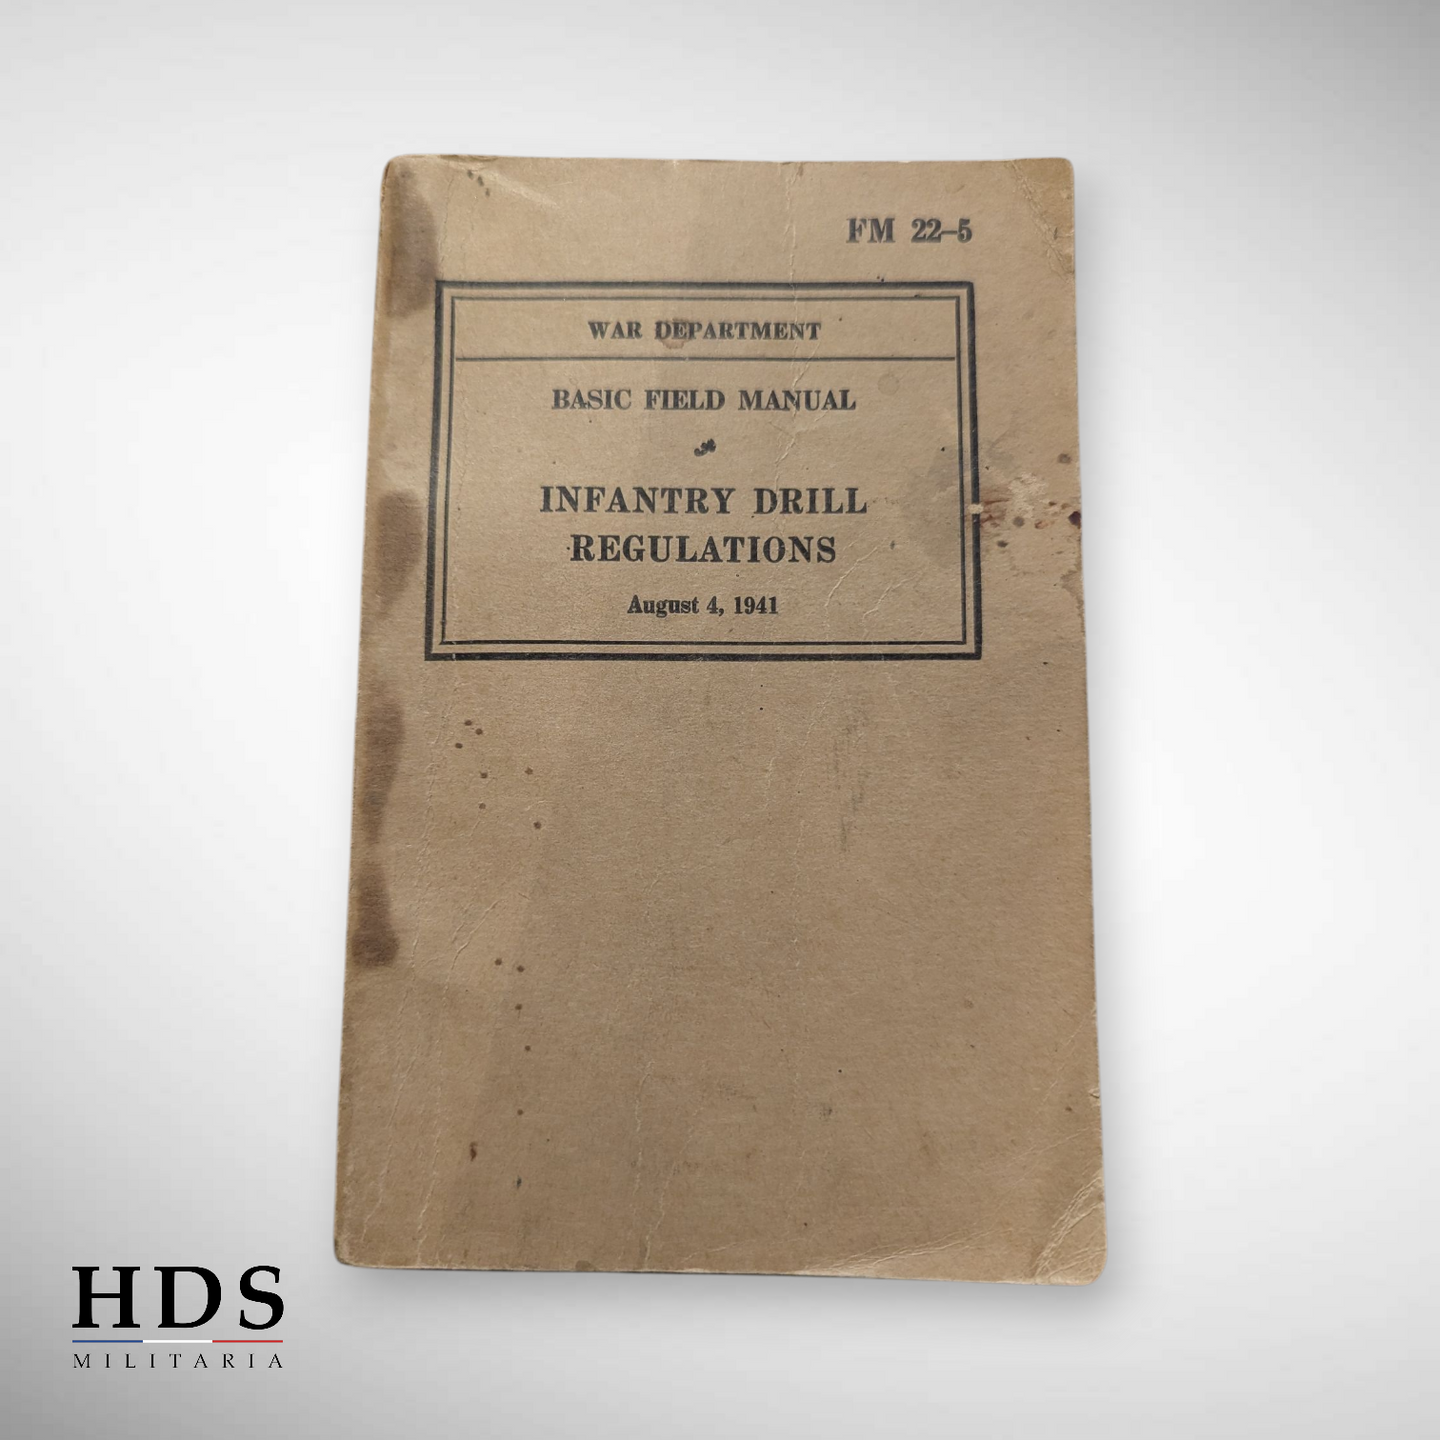 FM 22–5
WAR DEPARTMENT
BASIC FIELD MANUAL
INFANTRY DRILL
REGULATIONS
August 4, 1941
HDS
MILITARIA